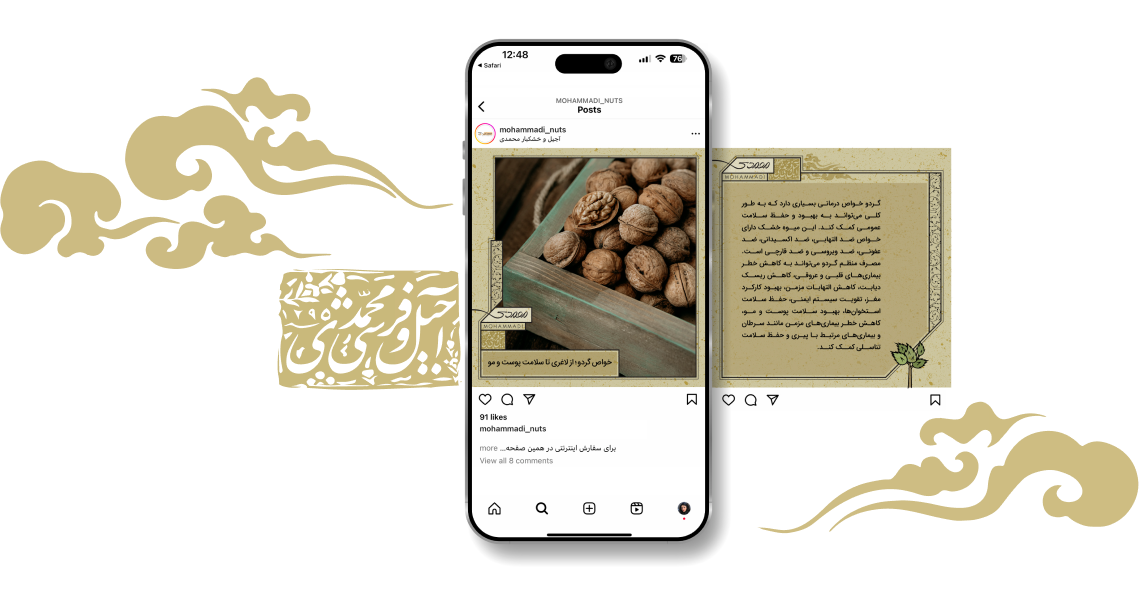 12:48
Safari
78
MOHAMMADI_NUTS
Posts
mohammadi_nuts
آجیل و خشکبار محمدی
محمدی
MOHAMMADI
خواص گردو؛ از لاغری تا سلامت پوست و مو
91 likes
mohammadi_nuts
برای سفارش اینترنتی در همین صفحه... more
View all 8 comments
آجیل فروشی محمدی
۱۲۹۵
محمدی
MOHAMMADI
گردو خواص درمانی بسیاری دارد که به طور
کلی می‌تواند به بهبود و حفظ سلامت
عمومی کمک کند. این میوه خشک دارای
خواص ضد التهابی، ضد اکسیدانی، ضد
عفونی، ضد ویروسی و ضد قارچی است.
مصرف منظم گردو می‌تواند به کاهش خطر
بیماری‌های قلبی و عروقی، کاهش ریسک
دیابت، کاهش التهابات مزمن، بهبود کارکرد
مغز، تقویت سیستم ایمنی، حفظ سلامت
استخوان‌ها، بهبود سلامت پوست و مو،
کاهش خطر بیماری‌های مزمن مانند سرطان
و بیماری‌های مرتبط با پیری و حفظ سلامت
تناسلی کمک کند.